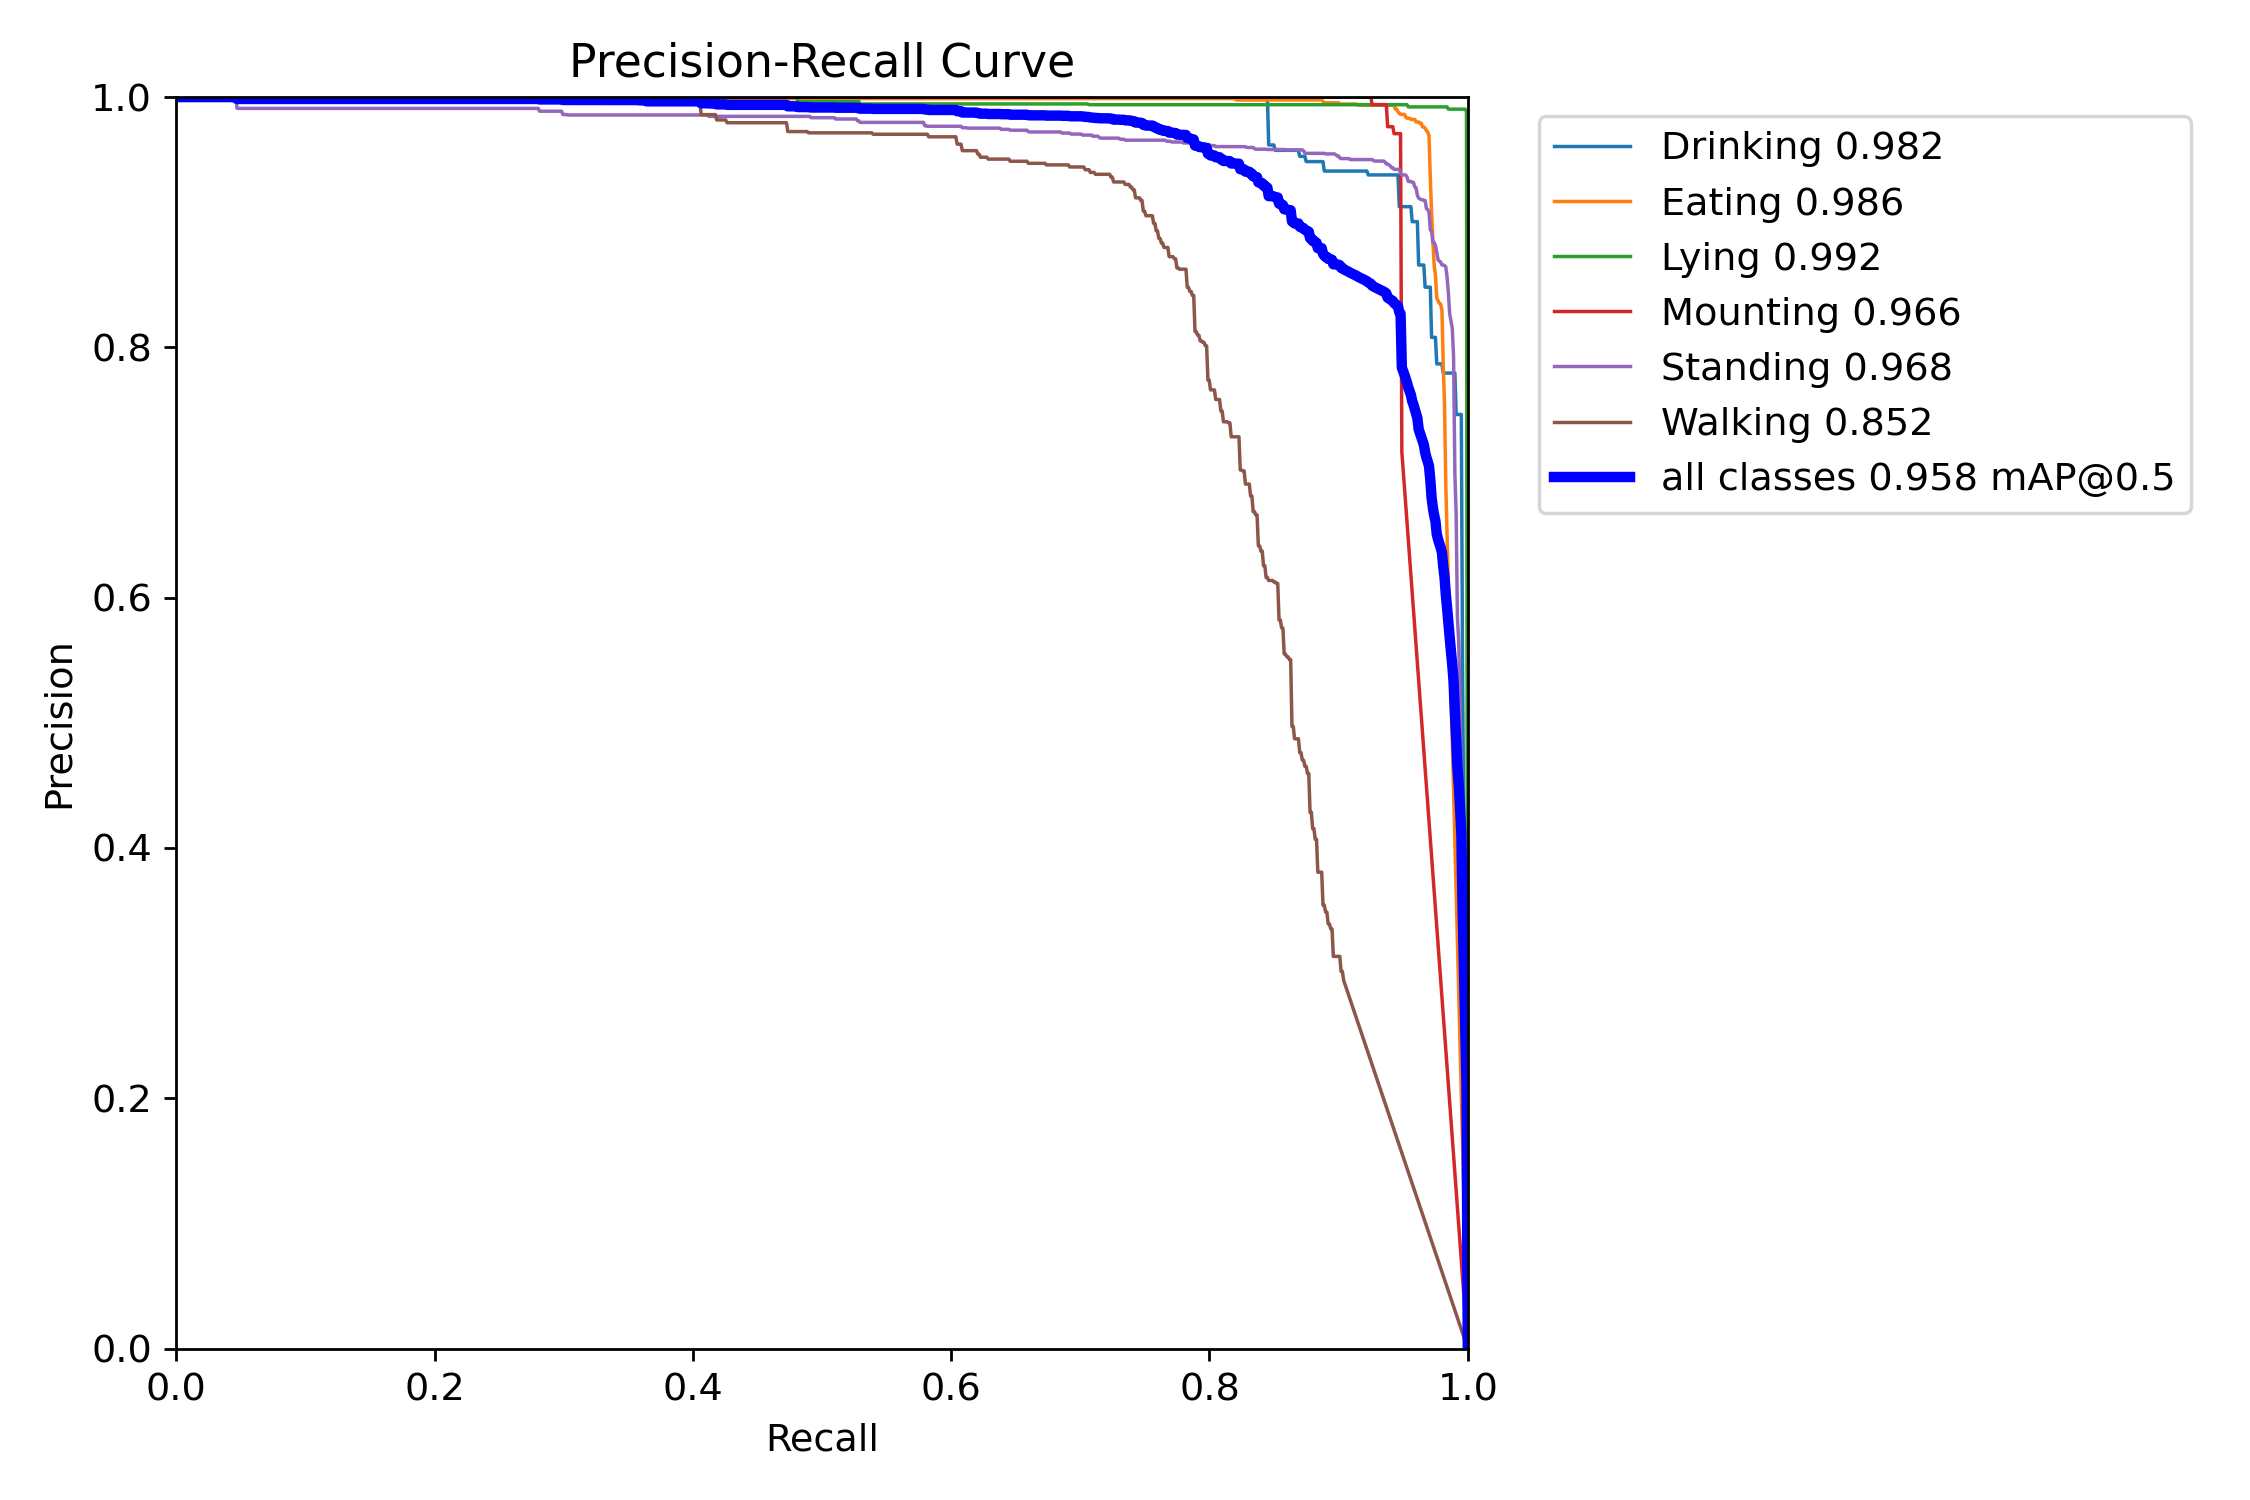 Precision-Recall Curve
1.0
0.8
0.6
0.4
0.2
0.0
Precision
0.0 0.2 0.4 0.6 0.8 1.0
Recall
Drinking 0.982
Eating 0.986
Lying 0.992
Mounting 0.966
Standing 0.968
Walking 0.852
all classes 0.958 mAP@0.5